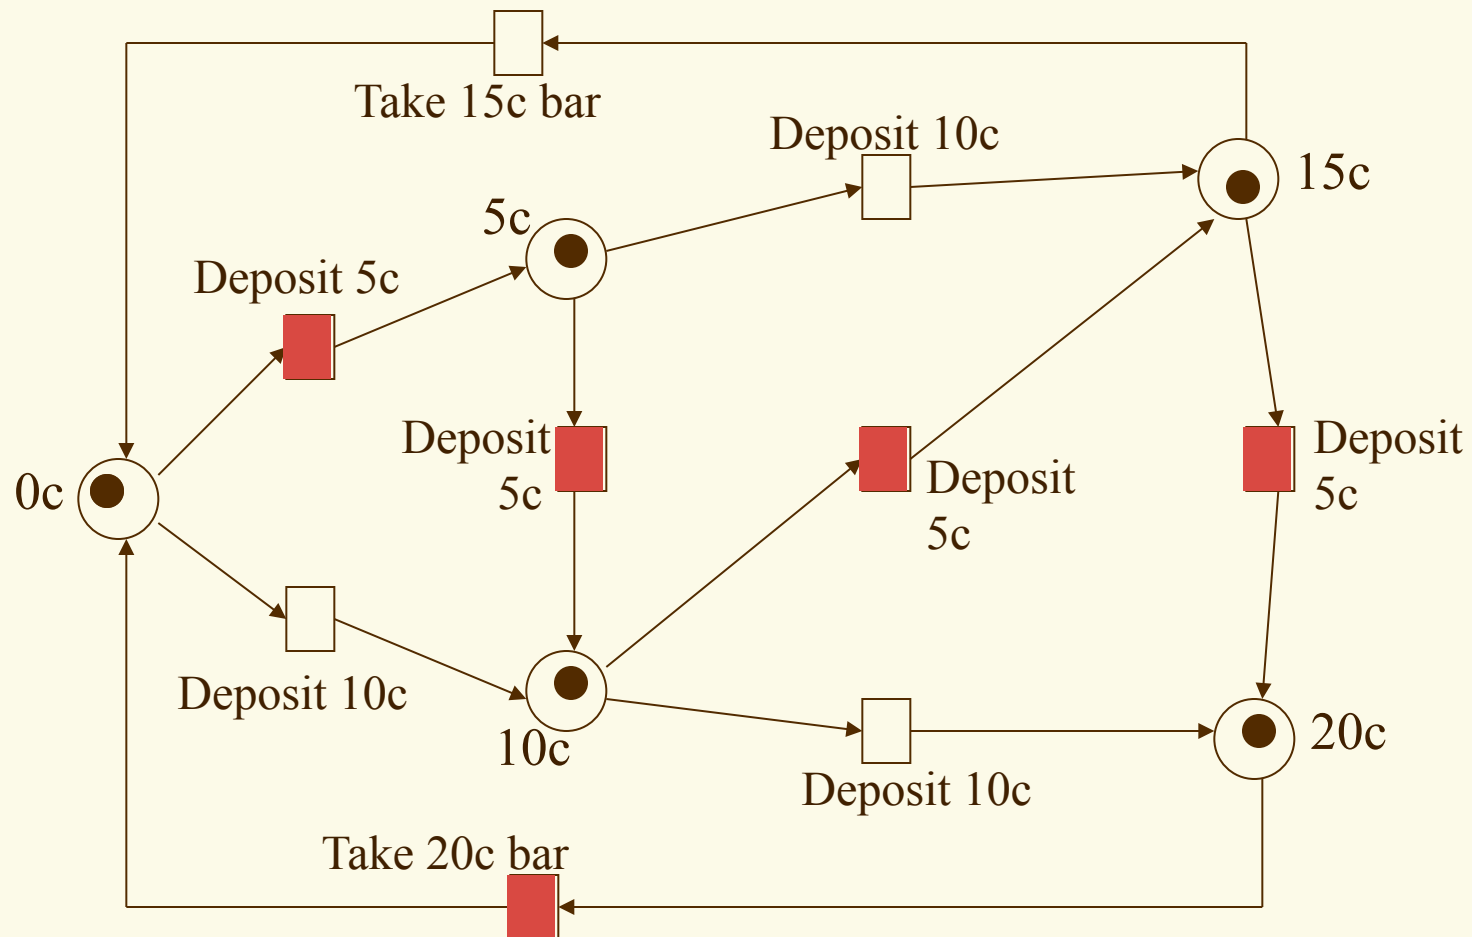 Take 15c bar
Deposit 10c
15c
5c
Deposit 5c
Deposit
5c
Deposit
5c
Deposit
5c
0c
Deposit 10c
10c
20c
Deposit 10c
Take 20c bar